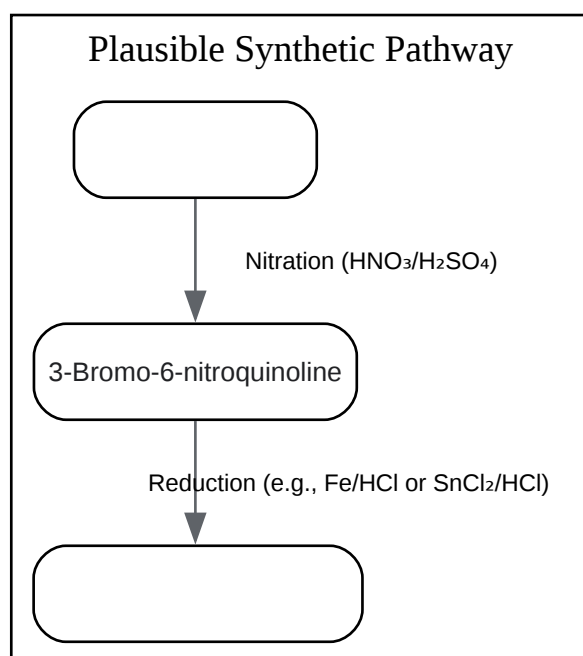 Plausible Synthetic Pathway
Nitration (HNO₃/H₂SO₄)
3-Bromo-6-nitroquinoline
Reduction (e.g., Fe/HCl or SnCl₂/HCl)